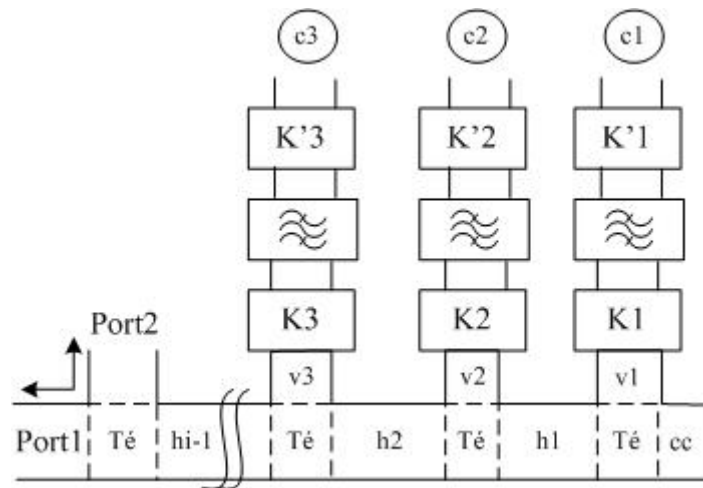 c3 c2 c1
K'3 K'2 K'1
K3 K2 K1
Port2
v3 v2 v1
Port1 Té hi-1 Té h2 Té h1 Té cc